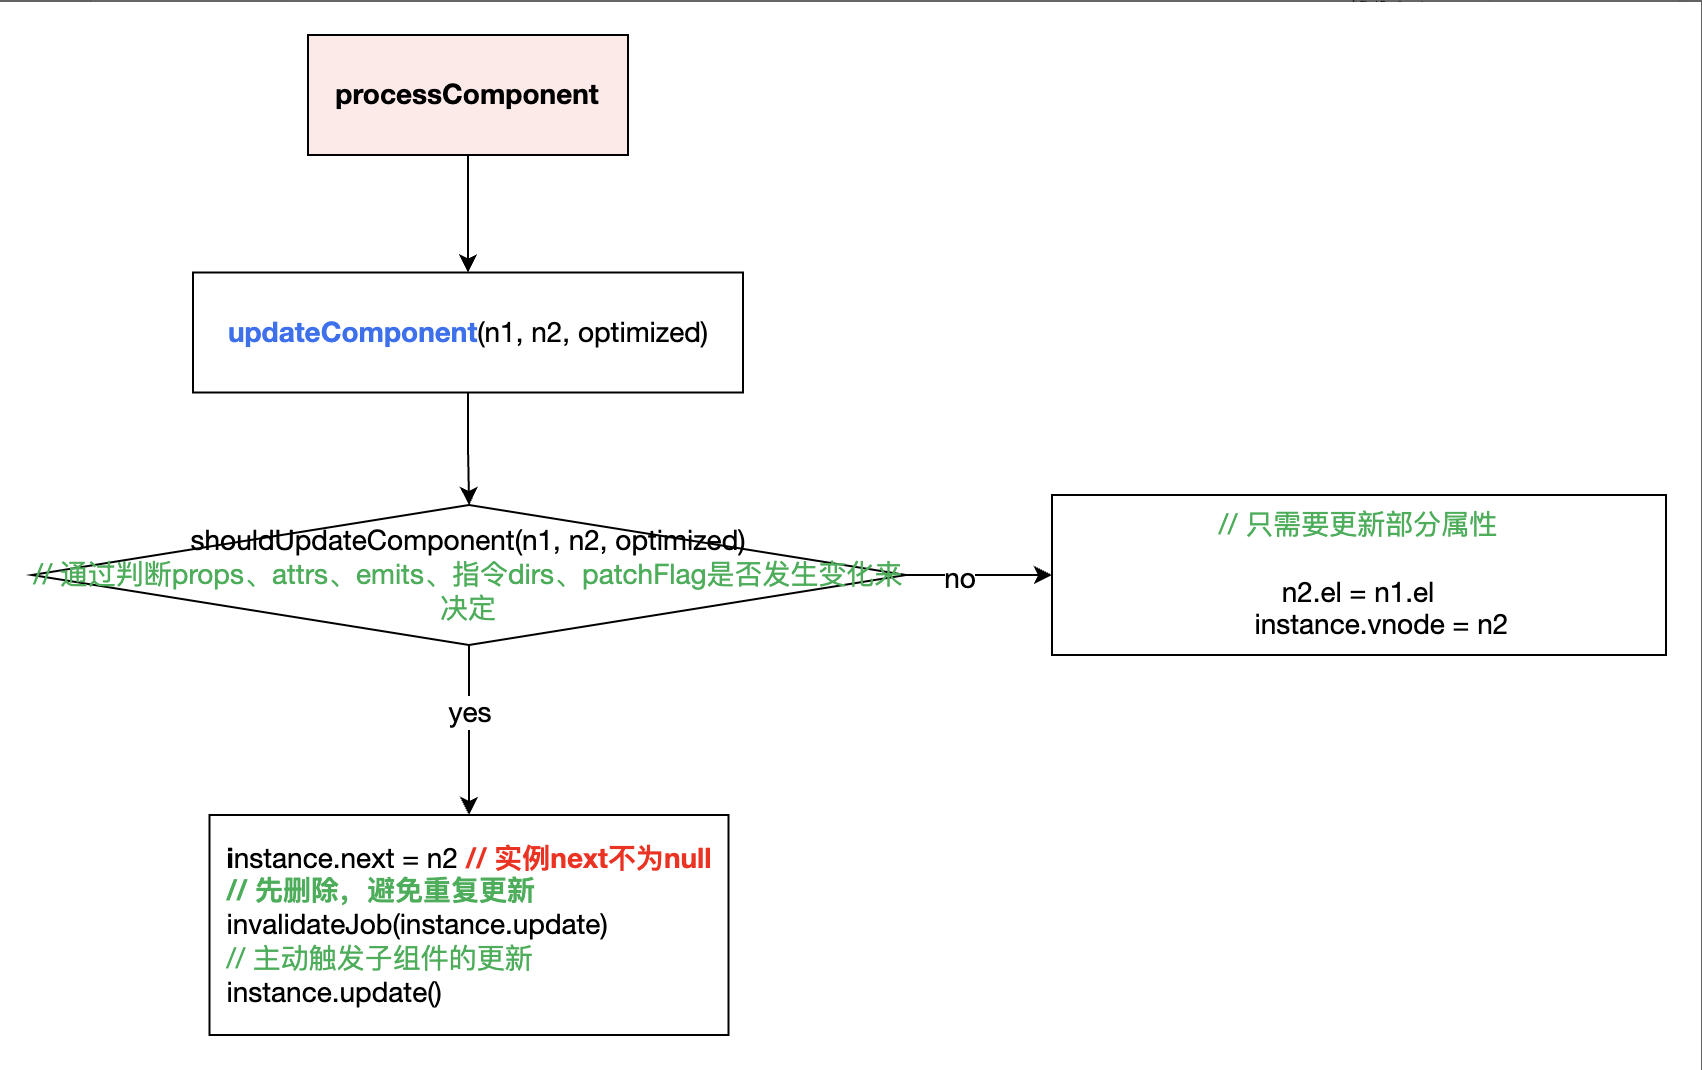 processComponent
updateComponent(n1, n2, optimized)
shouldUpdateComponent(n1, n2, optimized)
// 通过判断props、attrs、emits、指令dirs、patchFlag是否发生变化来
决定
no
// 只需要更新部分属性
n2.el = n1.el
instance.vnode = n2
yes
instance.next = n2 // 实例next不为null
// 先删除，避免重复更新
invalidateJob(instance.update)
// 主动触发子组件的更新
instance.update()